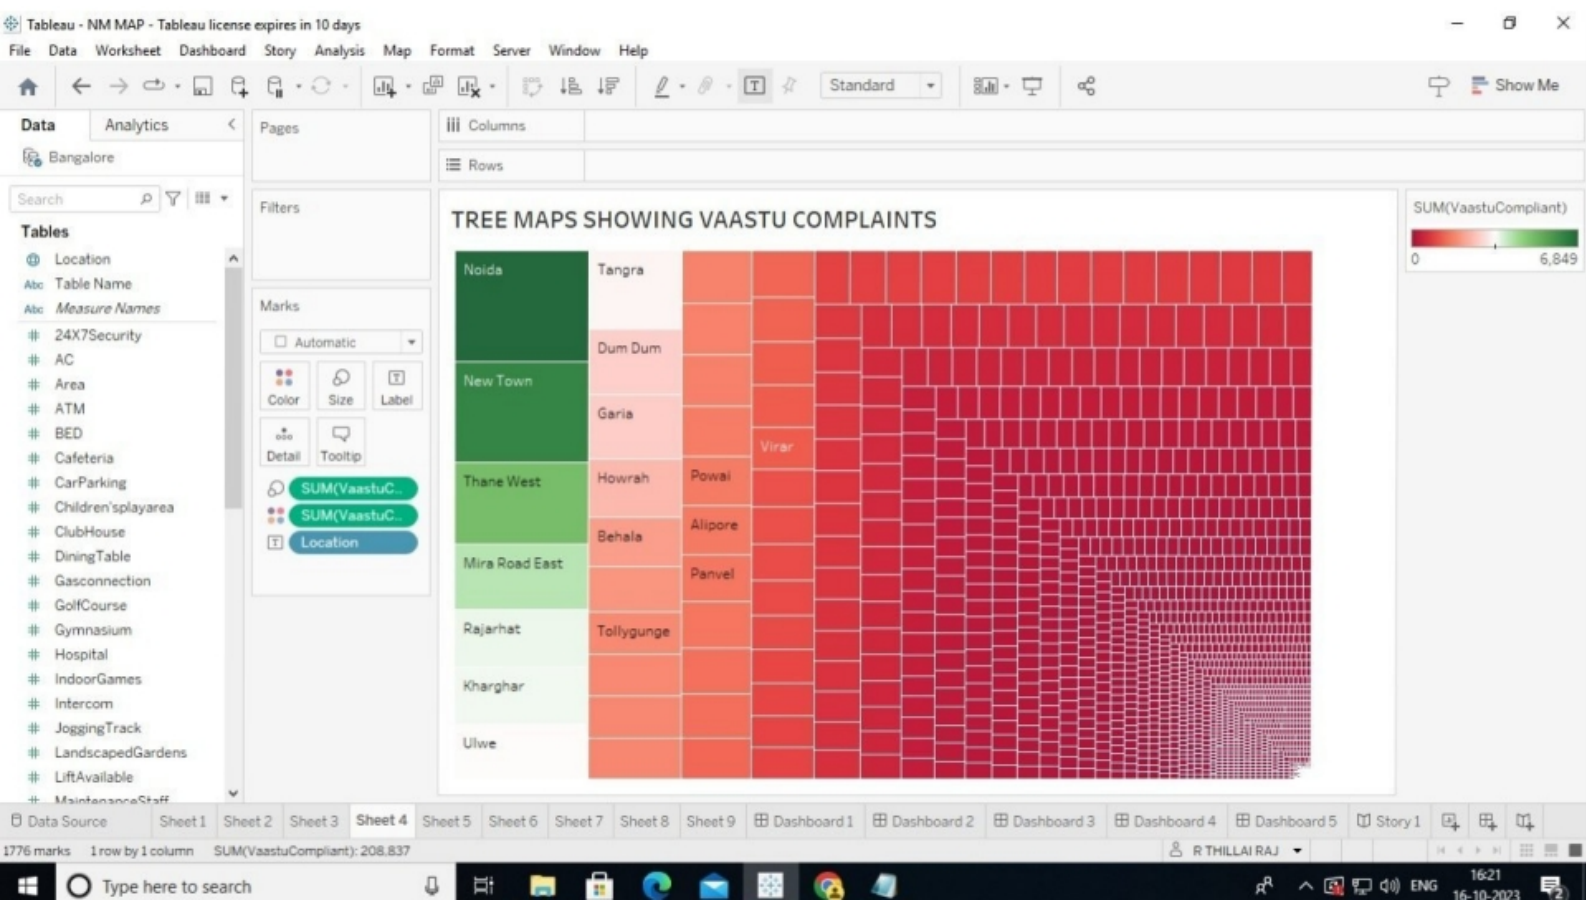 Tableau - NM MAP - Tableau license expires in 10 days
File Data Worksheet Dashboard Story Analysis Map Format Server Window Help
Standard
Show Me
Data Analytics
Bangalore
Search
Tables
Location
Abc Table Name
Abc Measure Names
# 24X7Security
# AC
# Area
# ATM
# BED
# Cafeteria
# CarParking
# Children'splayarea
# ClubHouse
# DiningTable
# Gasconnection
# GolfCourse
# Gymnasium
# Hospital
# IndoorGames
# Intercom
# JoggingTrack
# LandscapedGardens
# LiftAvailable
# MaintenanceStaff
Pages
Filters
Marks
Automatic
Color Size Label
Detail Tooltip
SUM(VaastuC..
SUM(VaastuC..
Location
Columns
Rows
TREE MAPS SHOWING VAASTU COMPLAINTS
Noida
New Town
Thane West
Mira Road East
Rajarhat
Kharghar
Ulwe
Tangra
Dum Dum
Garia
Howrah
Behala
Tollygunge
Powai
Alipore
Panvel
Virar
SUM(VaastuCompliant)
0 6,849
Data Source Sheet 1 Sheet 2 Sheet 3 Sheet 4 Sheet 5 Sheet 6 Sheet 7 Sheet 8 Sheet 9 Dashboard 1 Dashboard 2 Dashboard 3 Dashboard 4 Dashboard 5 Story 1
1776 marks 1 row by 1 column SUM(VaastuCompliant): 208.837
R THILLAI RAJ
Type here to search
ENG
16:21
16-10-2023
2